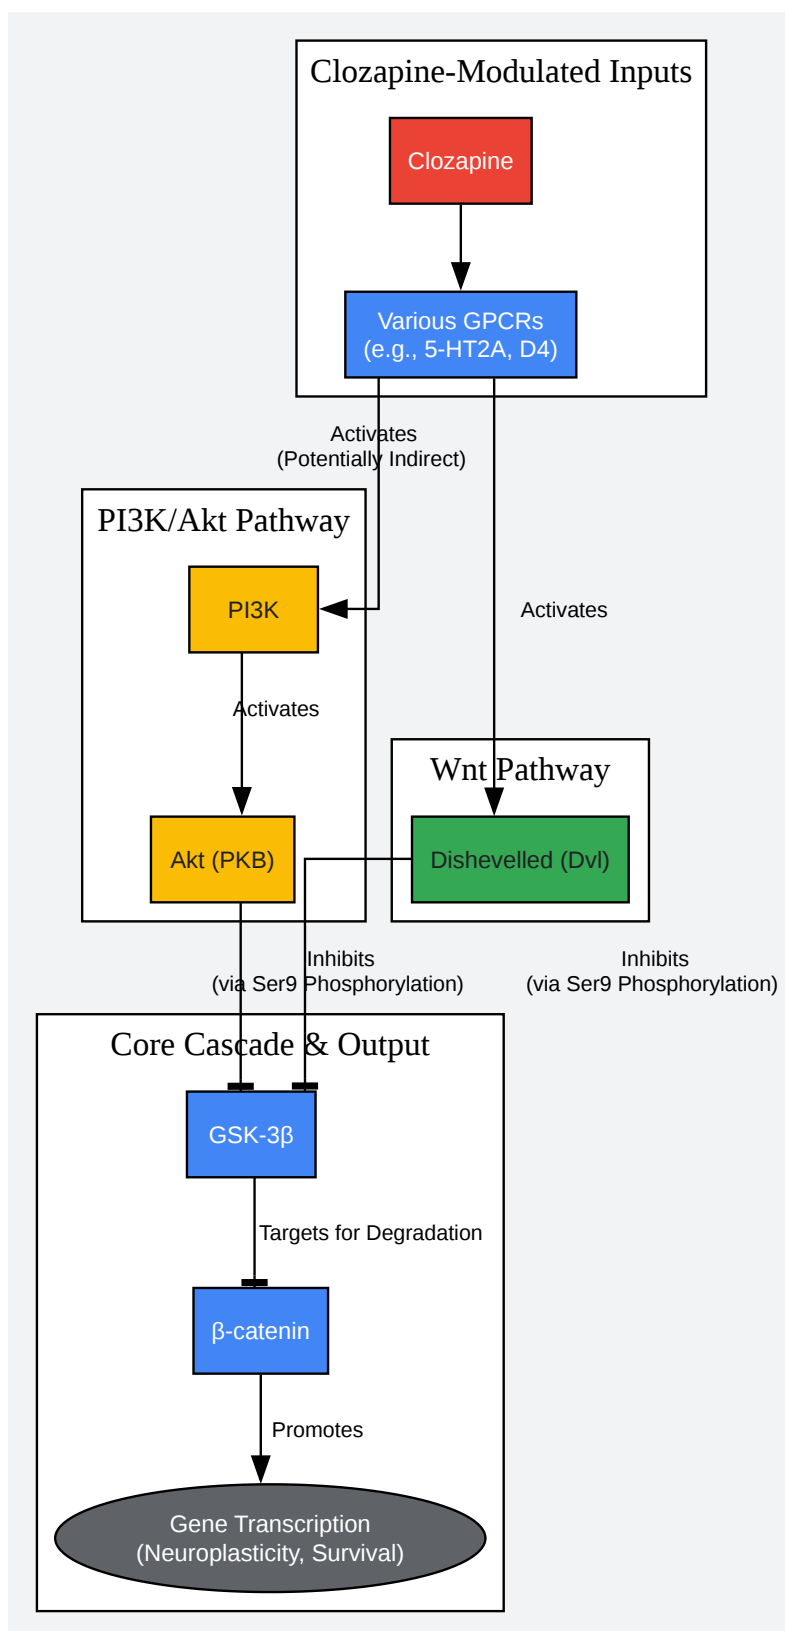 Clozapine-Modulated Inputs
Clozapine
Various GPCRs
(e.g., 5-HT2A, D4)
Activates
(Potentially Indirect)
PI3K/Akt Pathway
PI3K
Activates
Activates
Wnt Pathway
Akt (PKB)
Dishevelled (Dvl)
Inhibits
(via Ser9 Phosphorylation)
Inhibits
(via Ser9 Phosphorylation)
Core Cascade & Output
GSK-3β
Targets for Degradation
β-catenin
Promotes
Gene Transcription
(Neuroplasticity, Survival)